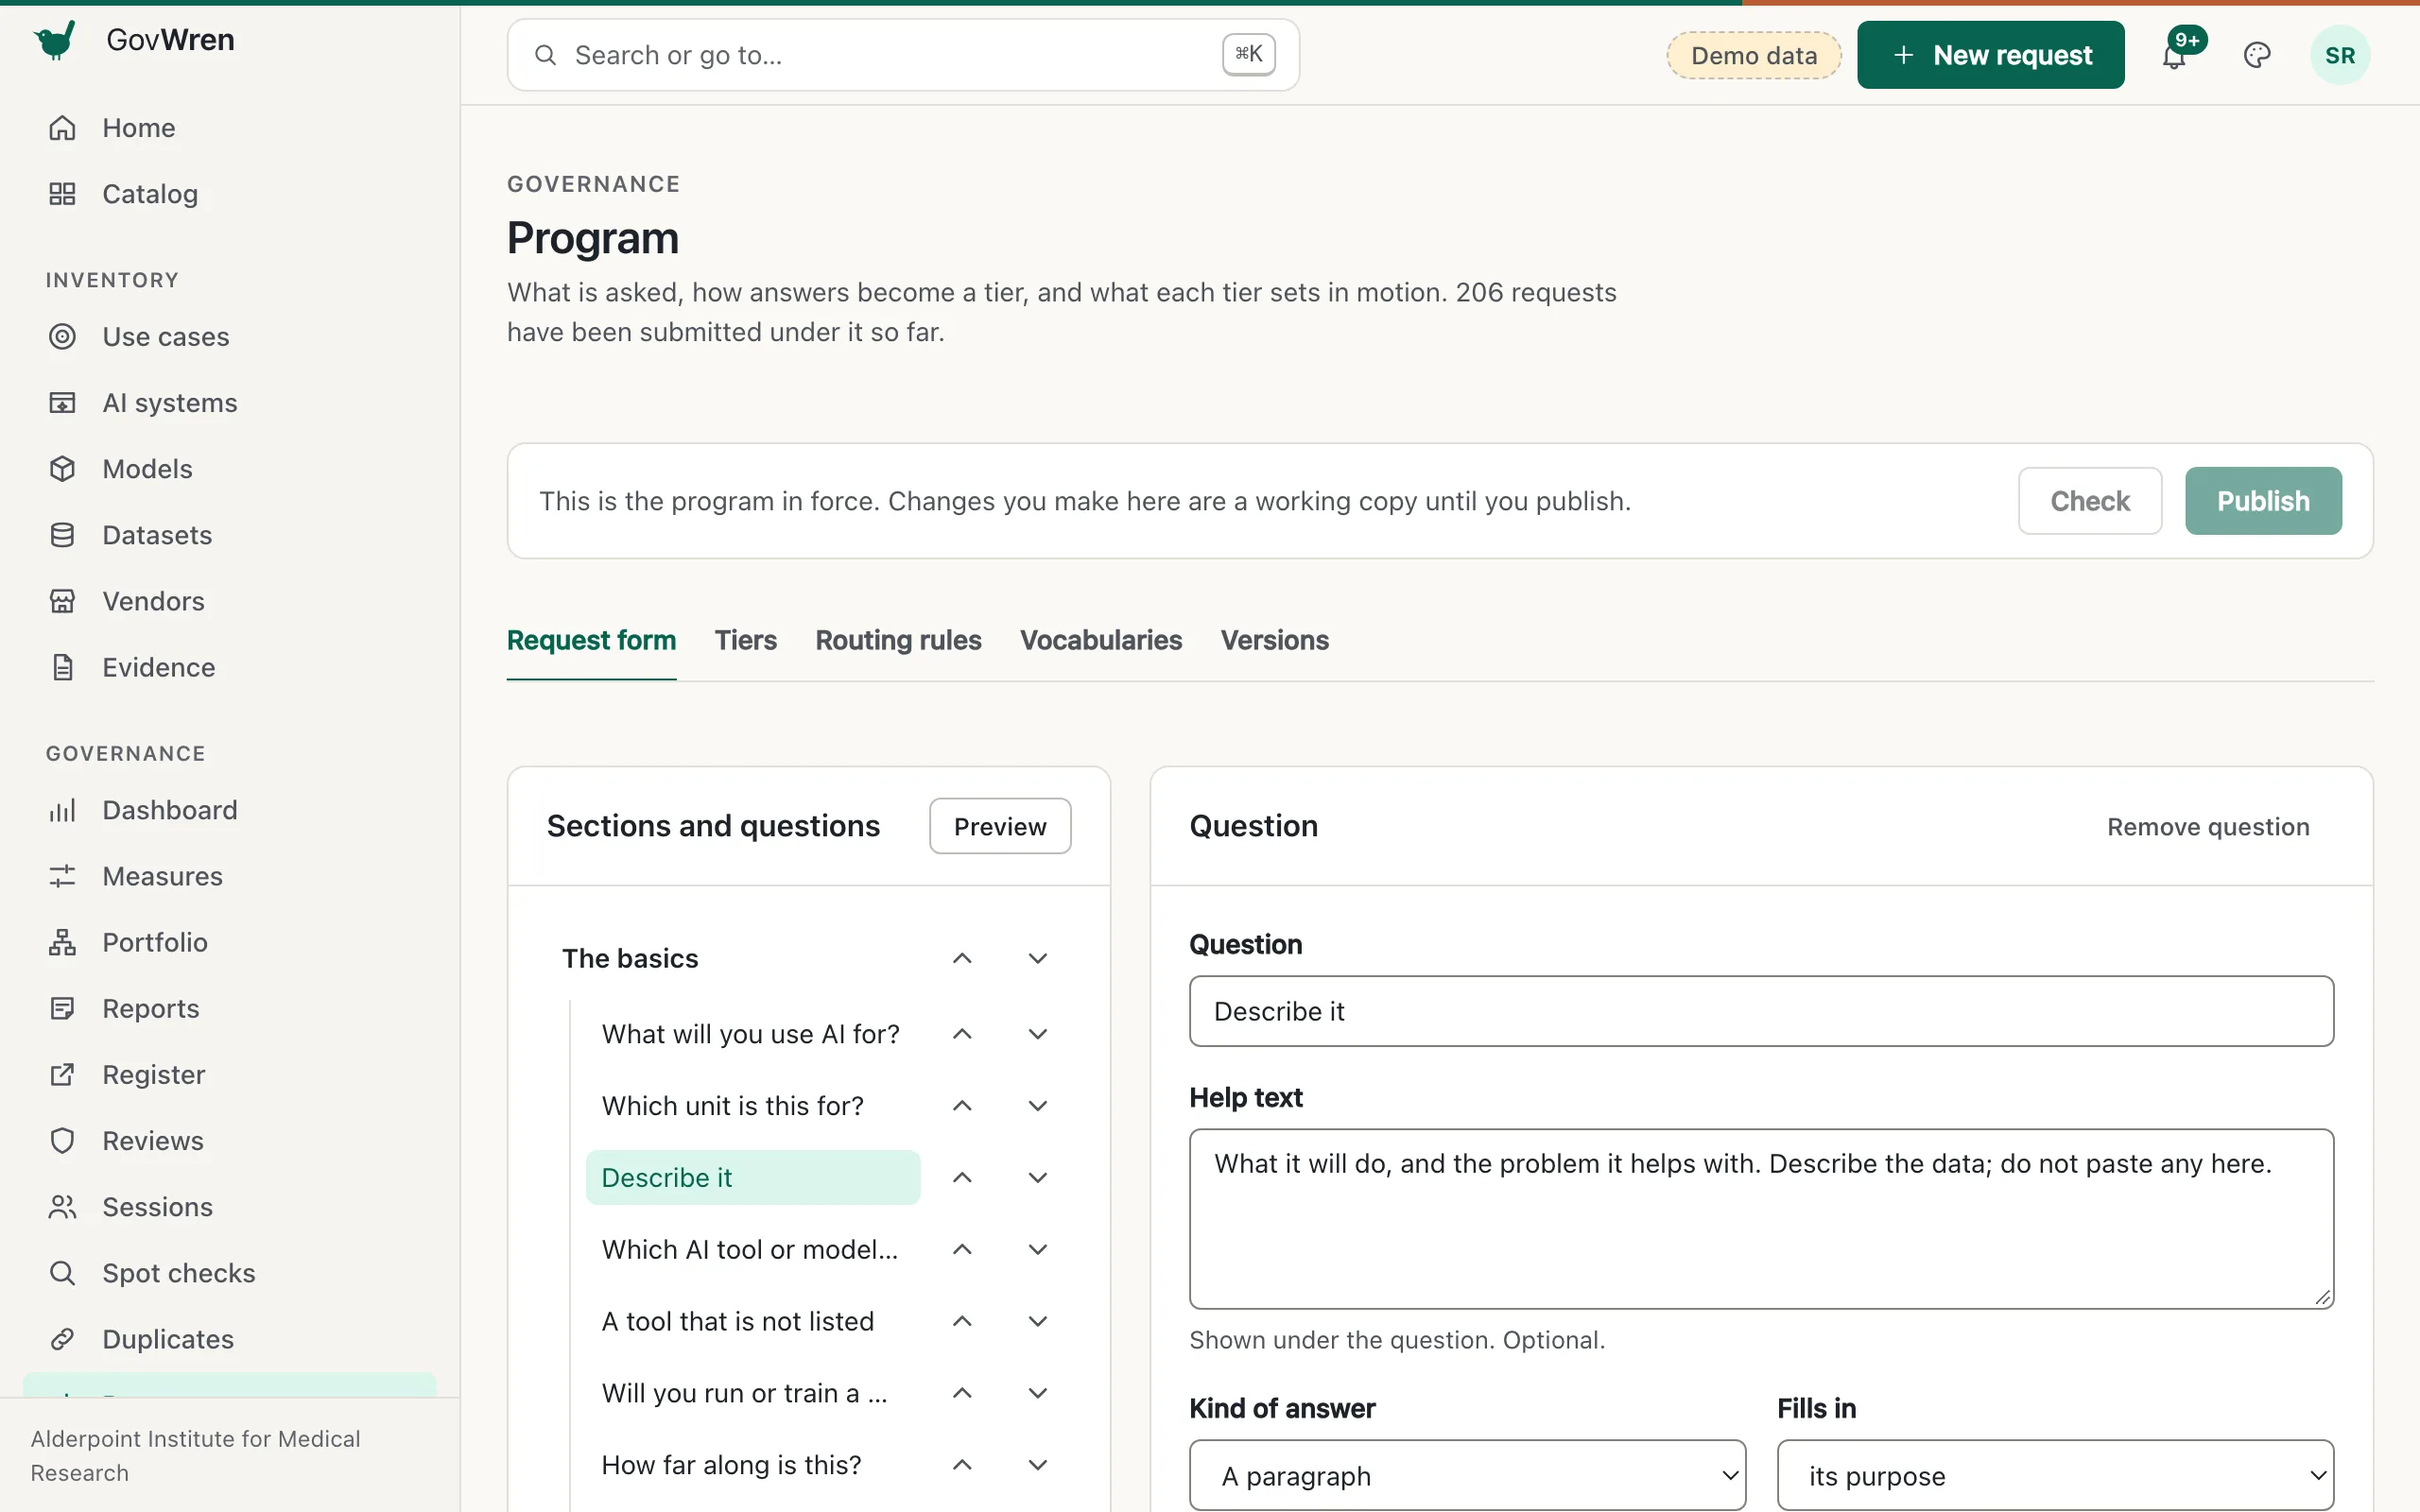 GovWren
Search or go to...
⌘K
Demo data
+ New request
9+
SR
Home
Catalog
INVENTORY
Use cases
AI systems
Models
Datasets
Vendors
Evidence
GOVERNANCE
Dashboard
Measures
Portfolio
Reports
Register
Reviews
Sessions
Spot checks
Duplicates
Alderpoint Institute for Medical
Research
GOVERNANCE
Program
What is asked, how answers become a tier, and what each tier sets in motion. 206 requests
have been submitted under it so far.
This is the program in force. Changes you make here are a working copy until you publish.
Check
Publish
Request form
Tiers
Routing rules
Vocabularies
Versions
Sections and questions
Preview
The basics
What will you use AI for?
Which unit is this for?
Describe it
Which AI tool or model...
A tool that is not listed
Will you run or train a ...
How far along is this?
Question
Remove question
Question
Describe it
Help text
What it will do, and the problem it helps with. Describe the data; do not paste any here.
Shown under the question. Optional.
Kind of answer
A paragraph
Fills in
its purpose